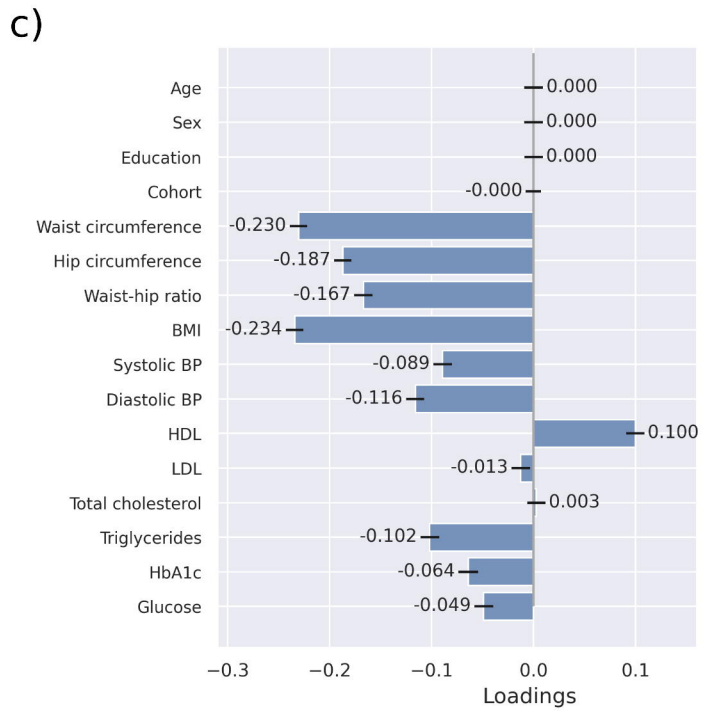 c)
Age 0.000
Sex 0.000
Education 0.000
Cohort -0.000
Waist circumference -0.230
Hip circumference -0.187
Waist-hip ratio -0.167
BMI -0.234
Systolic BP -0.089
Diastolic BP -0.116
HDL 0.100
LDL -0.013
Total cholesterol 0.003
Triglycerides -0.102
HbA1c -0.064
Glucose -0.049
−0.3 −0.2 −0.1 0.0 0.1
Loadings